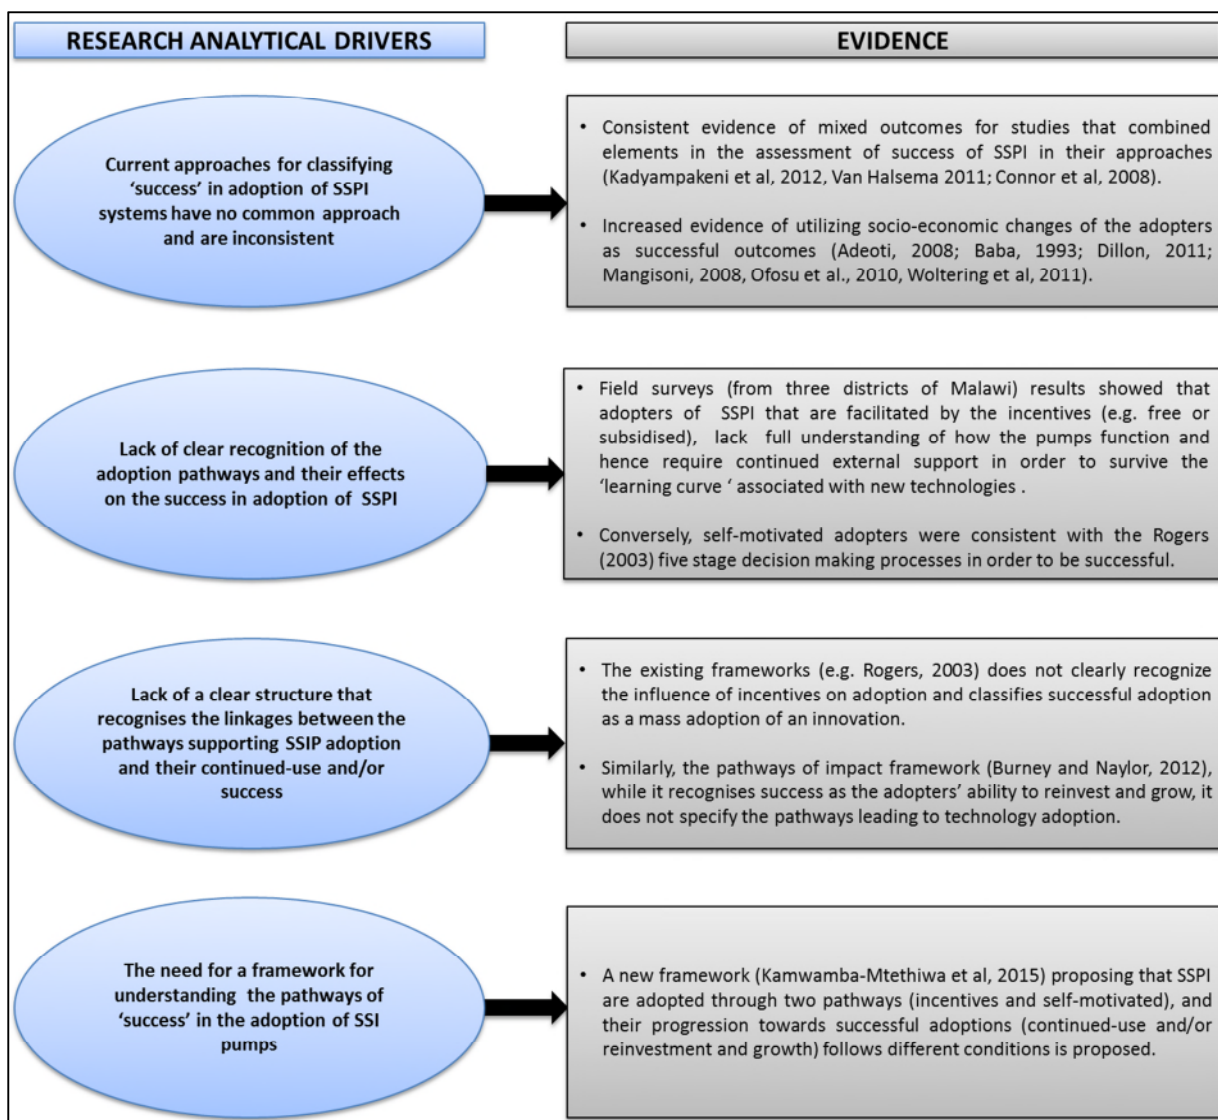 RESEARCH ANALYTICAL DRIVERS
EVIDENCE
Current approaches for classifying
‘success’ in adoption of SSPI
systems have no common approach
and are inconsistent
• Consistent evidence of mixed outcomes for studies that combined
elements in the assessment of success of SSPI in their approaches
(Kadyampakeni et al, 2012, Van Halsema 2011; Connor et al, 2008).
• Increased evidence of utilizing socio-economic changes of the adopters
as successful outcomes (Adeoti, 2008; Baba, 1993; Dillon, 2011;
Mangisoni, 2008, Ofosu et al., 2010, Woltering et al, 2011).
Lack of clear recognition of the
adoption pathways and their effects
on the success in adoption of SSPI
• Field surveys (from three districts of Malawi) results showed that
adopters of SSPI that are facilitated by the incentives (e.g. free or
subsidised), lack full understanding of how the pumps function and
hence require continued external support in order to survive the
‘learning curve ‘ associated with new technologies .
• Conversely, self-motivated adopters were consistent with the Rogers
(2003) five stage decision making processes in order to be successful.
Lack of a clear structure that
recognises the linkages between the
pathways supporting SSIP adoption
and their continued-use and/or
success
• The existing frameworks (e.g. Rogers, 2003) does not clearly recognize
the influence of incentives on adoption and classifies successful adoption
as a mass adoption of an innovation.
• Similarly, the pathways of impact framework (Burney and Naylor, 2012),
while it recognises success as the adopters’ ability to reinvest and grow, it
does not specify the pathways leading to technology adoption.
The need for a framework for
understanding the pathways of
‘success’ in the adoption of SSI
pumps
• A new framework (Kamwamba-Mtethiwa et al, 2015) proposing that SSPI
are adopted through two pathways (incentives and self-motivated), and
their progression towards successful adoptions (continued-use and/or
reinvestment and growth) follows different conditions is proposed.